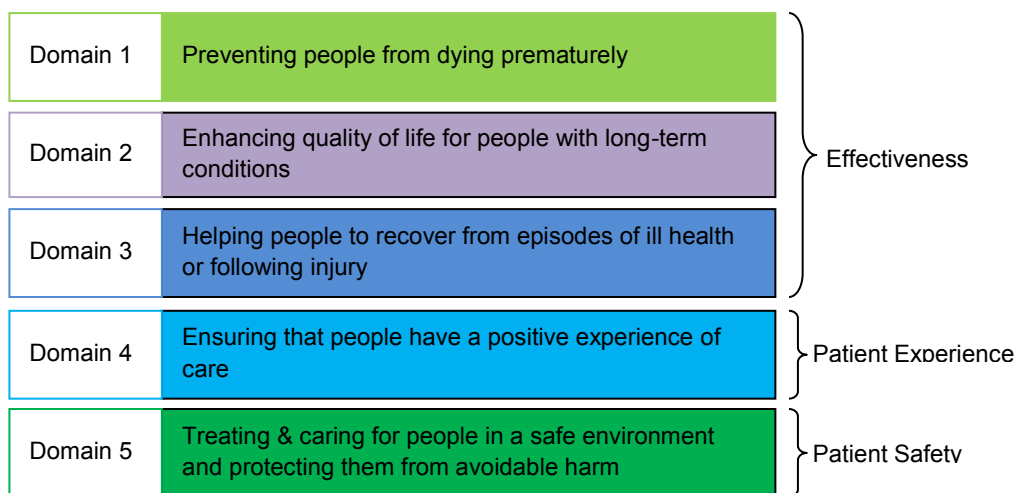 Domain 1
Preventing people from dying prematurely
Domain 2
Enhancing quality of life for people with long-term
conditions
Effectiveness
Domain 3
Helping people to recover from episodes of ill health
or following injury
Domain 4
Ensuring that people have a positive experience of
care
Patient Experience
Domain 5
Treating & caring for people in a safe environment
and protecting them from avoidable harm
Patient Safety